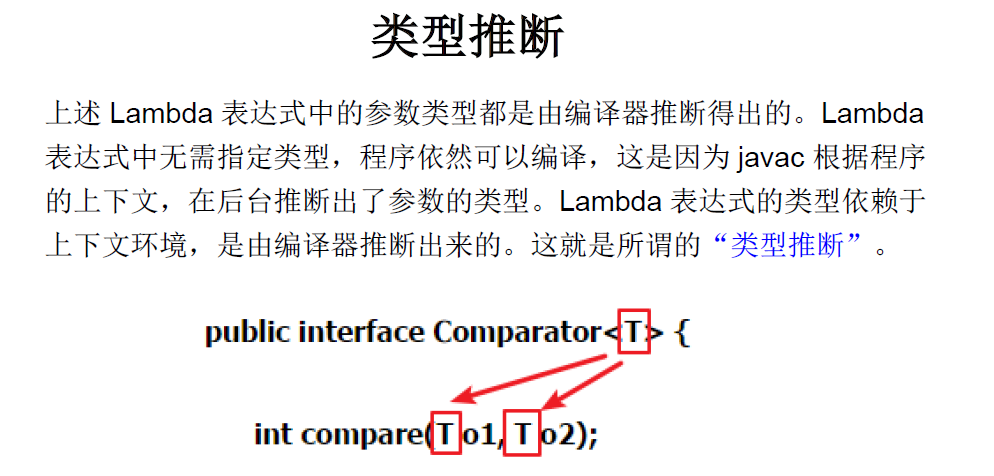 类型推断
上述 Lambda 表达式中的参数类型都是由编译器推断得出的。Lambda
表达式中无需指定类型，程序依然可以编译，这是因为 javac 根据程序
的上下文，在后台推断出了参数的类型。Lambda 表达式的类型依赖于
上下文环境，是由编译器推断出来的。这就是所谓的“类型推断”。
public interface Comparator<T> {
int compare(T o1, T o2);